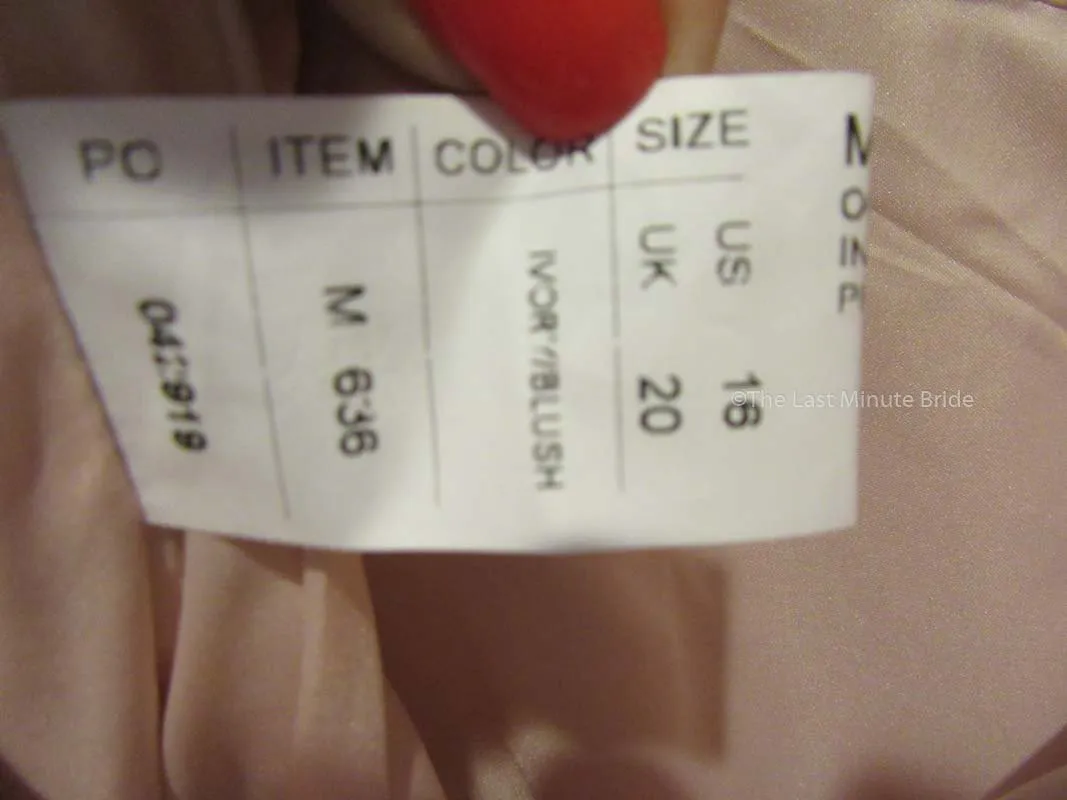 PO ITEM COLOR SIZE
M 636
IVORY/BLUSH
UK 20
US 16
©The Last Minute Bride